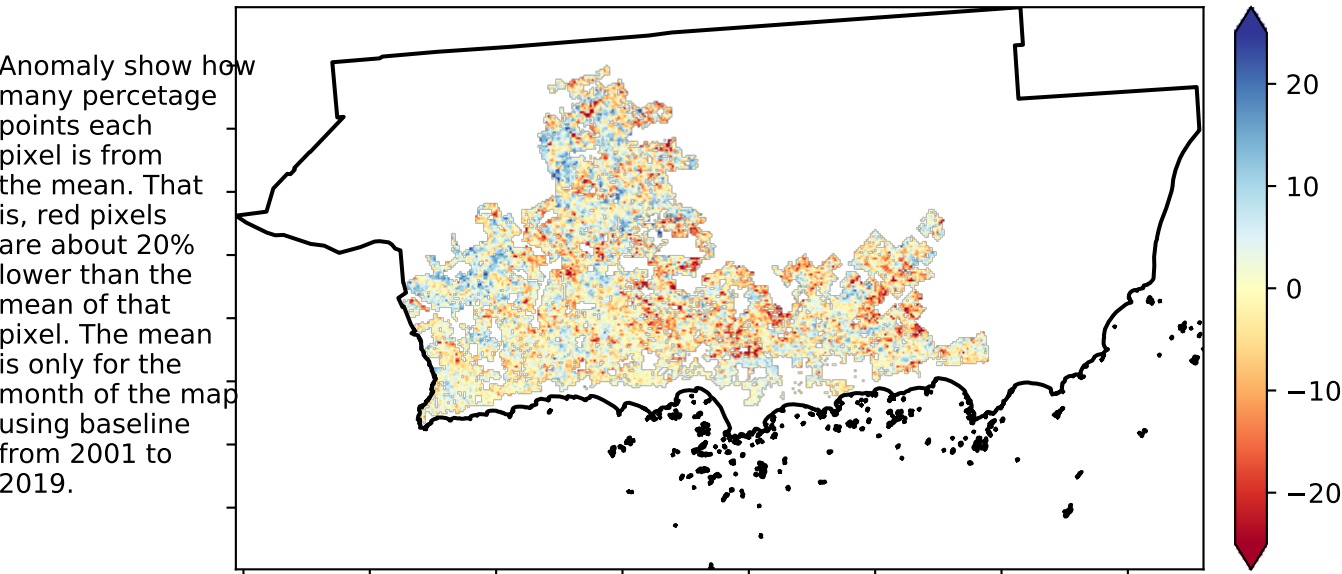 Anomaly show how
many percetage
points each
pixel is from
the mean. That
is, red pixels
are about 20%
lower than the
mean of that
pixel. The mean
is only for the
month of the map
using baseline
from 2001 to
2019.
20
10
0
−10
−20